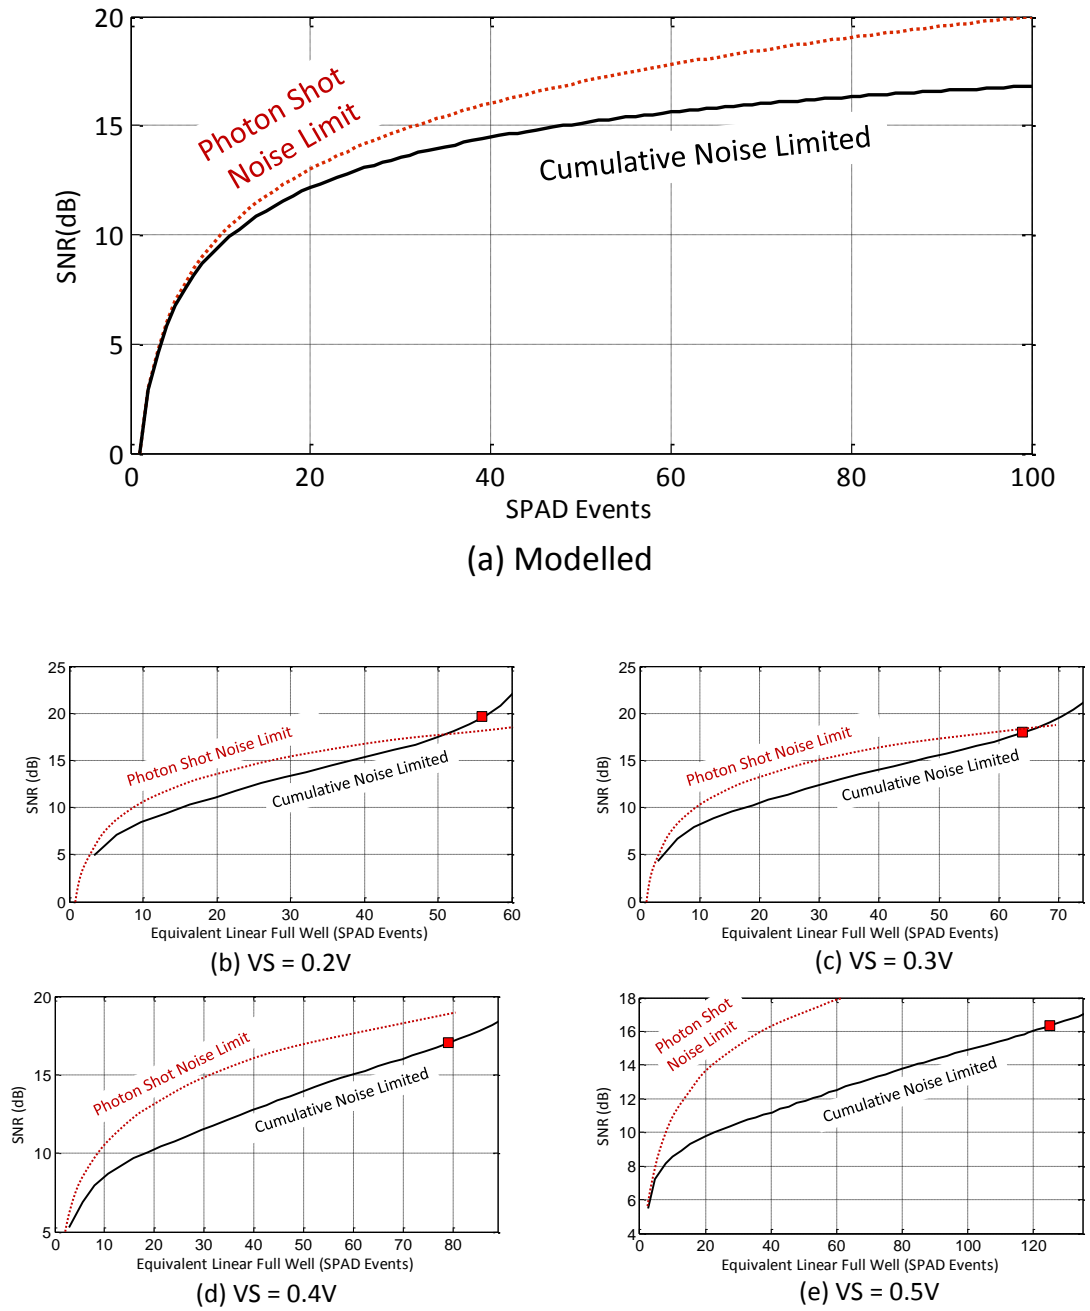 20
15
10
5
0
SNR(dB)
Photon Shot
Noise Limit
Cumulative Noise Limited
0 20 40 60 80 100
SPAD Events
(a) Modelled
25
20
15
10
5
0
SNR (dB)
Photon Shot Noise Limit
Cumulative Noise Limited
0 10 20 30 40 50 60
Equivalent Linear Full Well (SPAD Events)
(b) VS = 0.2V
25
20
15
10
5
0
SNR (dB)
Photon Shot Noise Limit
Cumulative Noise Limited
0 10 20 30 40 50 60 70
Equivalent Linear Full Well (SPAD Events)
(c) VS = 0.3V
20
15
10
5
SNR (dB)
Photon Shot Noise Limit
Cumulative Noise Limited
0 10 20 30 40 50 60 70 80
Equivalent Linear Full Well (SPAD Events)
(d) VS = 0.4V
18
16
14
12
10
8
6
4
SNR (dB)
Photon Shot
Noise Limit
Cumulative Noise Limited
0 20 40 60 80 100 120
Equivalent Linear Full Well (SPAD Events)
(e) VS = 0.5V